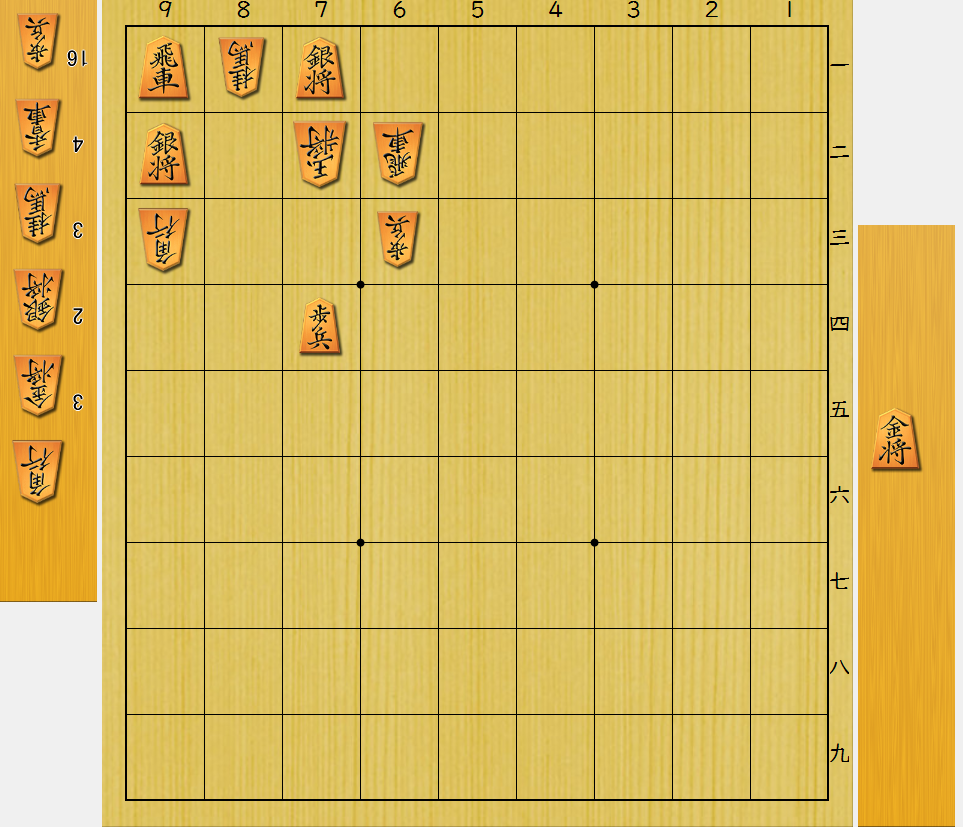 9 8 7 6 5 4 3 2 1
歩兵 16
香車 4
桂馬 3
銀将 2
金将 3
角行
飛車 桂馬 銀将 一
銀将 玉将 飛車 二
角行 歩兵 三
歩兵 四
五
六
七
八
九
金将